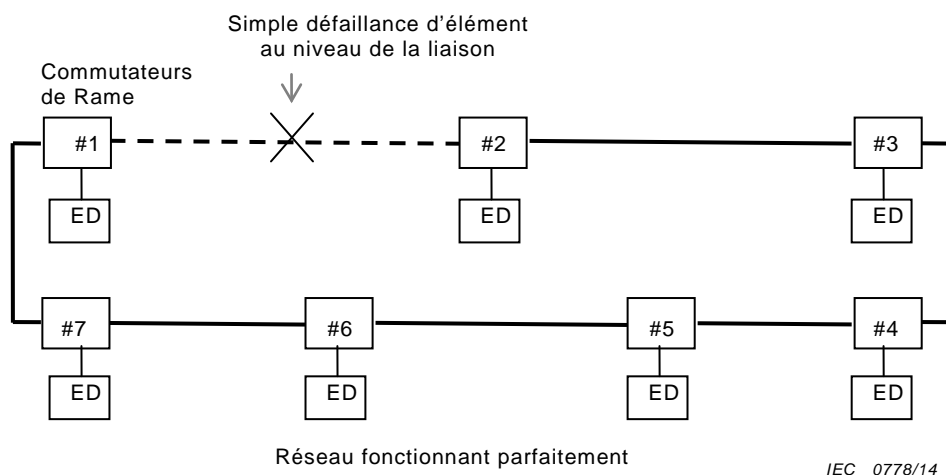 Simple défaillance d'élément
au niveau de la liaison
Commutateurs
de Rame
#1
#2
#3
ED
ED
ED
#7
#6
#5
#4
ED
ED
ED
ED
Réseau fonctionnant parfaitement
IEC 0778/14